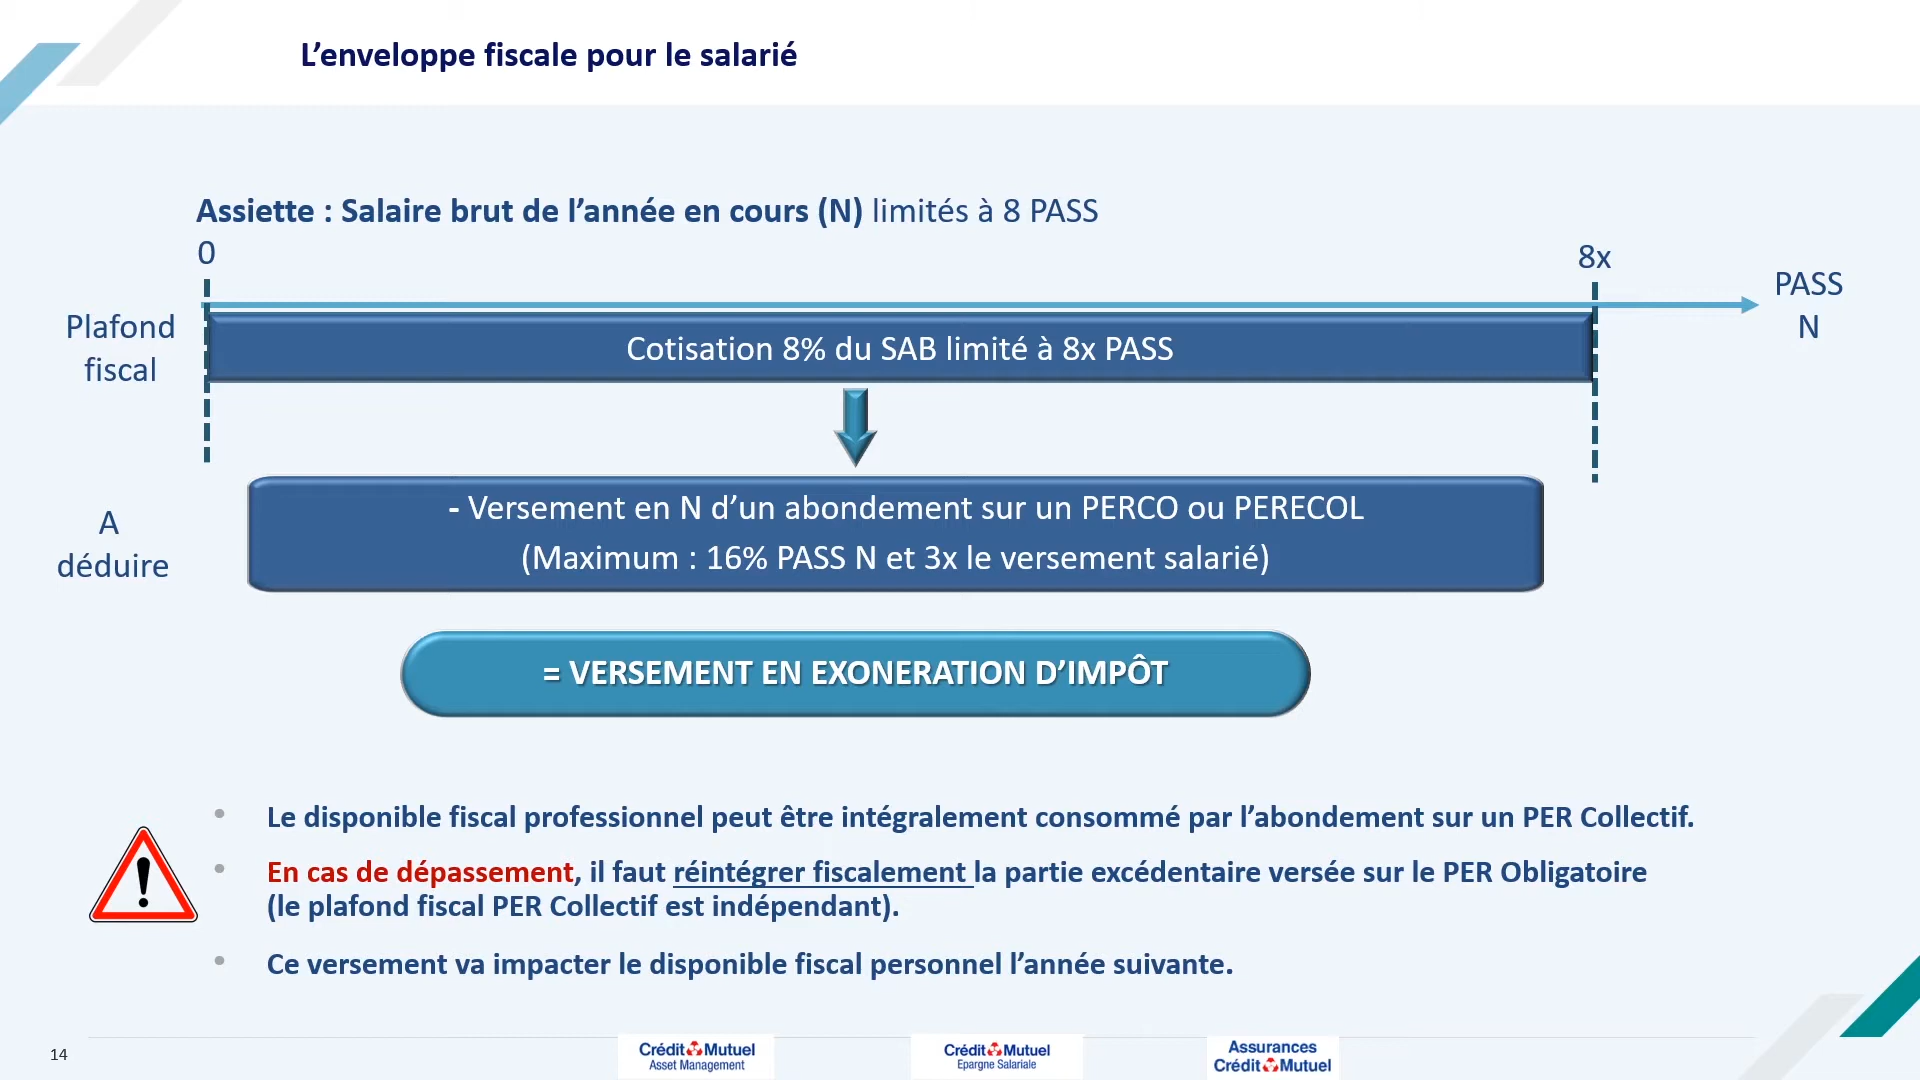 L’enveloppe fiscale pour le salarié
Assiette : Salaire brut de l’année en cours (N) limités à 8 PASS
0
8x
PASS
N
Plafond
fiscal
Cotisation 8% du SAB limité à 8x PASS
A
déduire
- Versement en N d’un abondement sur un PERCO ou PERECOL
(Maximum : 16% PASS N et 3x le versement salarié)
= VERSEMENT EN EXONERATION D’IMPÔT
• Le disponible fiscal professionnel peut être intégralement consommé par l’abondement sur un PER Collectif.
• En cas de dépassement, il faut réintégrer fiscalement la partie excédentaire versée sur le PER Obligatoire
(le plafond fiscal PER Collectif est indépendant).
• Ce versement va impacter le disponible fiscal personnel l’année suivante.
14
Crédit Mutuel
Asset Management
Crédit Mutuel
Epargne Salariale
Assurances
Crédit Mutuel